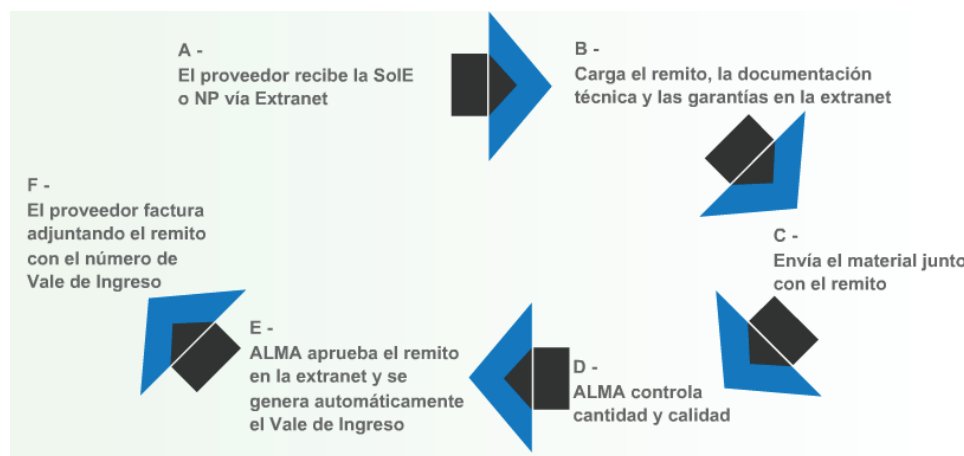 A -
El proveedor recibe la SolE
o NP vía Extranet
B -
Carga el remito, la documentación
técnica y las garantías en la extranet
C -
Envía el material junto
con el remito
D -
ALMA controla
cantidad y calidad
E -
ALMA aprueba el remito
en la extranet y se
genera automáticamente
el Vale de Ingreso
F -
El proveedor factura
adjuntando el remito
con el número de
Vale de Ingreso